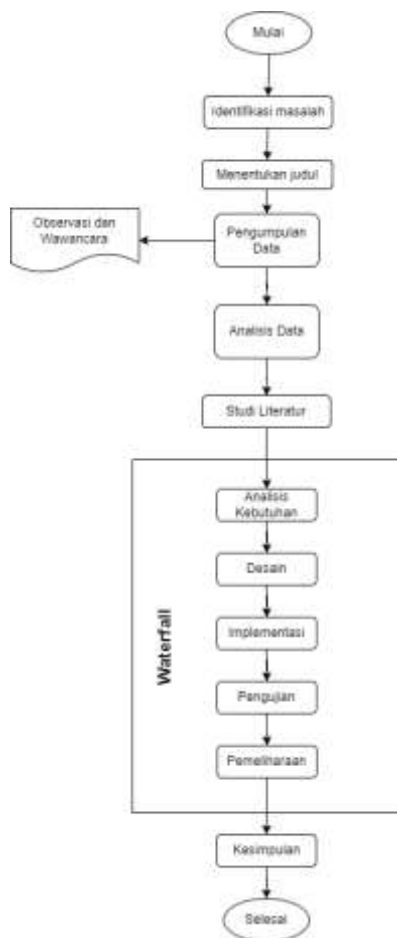 Mulai
Identifikasi masalah
Menentukan judul
Observasi dan
Wawancara
Pengumpulan
Data
Analisis Data
Studi Literatur
Waterfall
Analisis
Kebutuhan
Desain
Implementasi
Pengujian
Pemeliharaan
Kesimpulan
Selesai